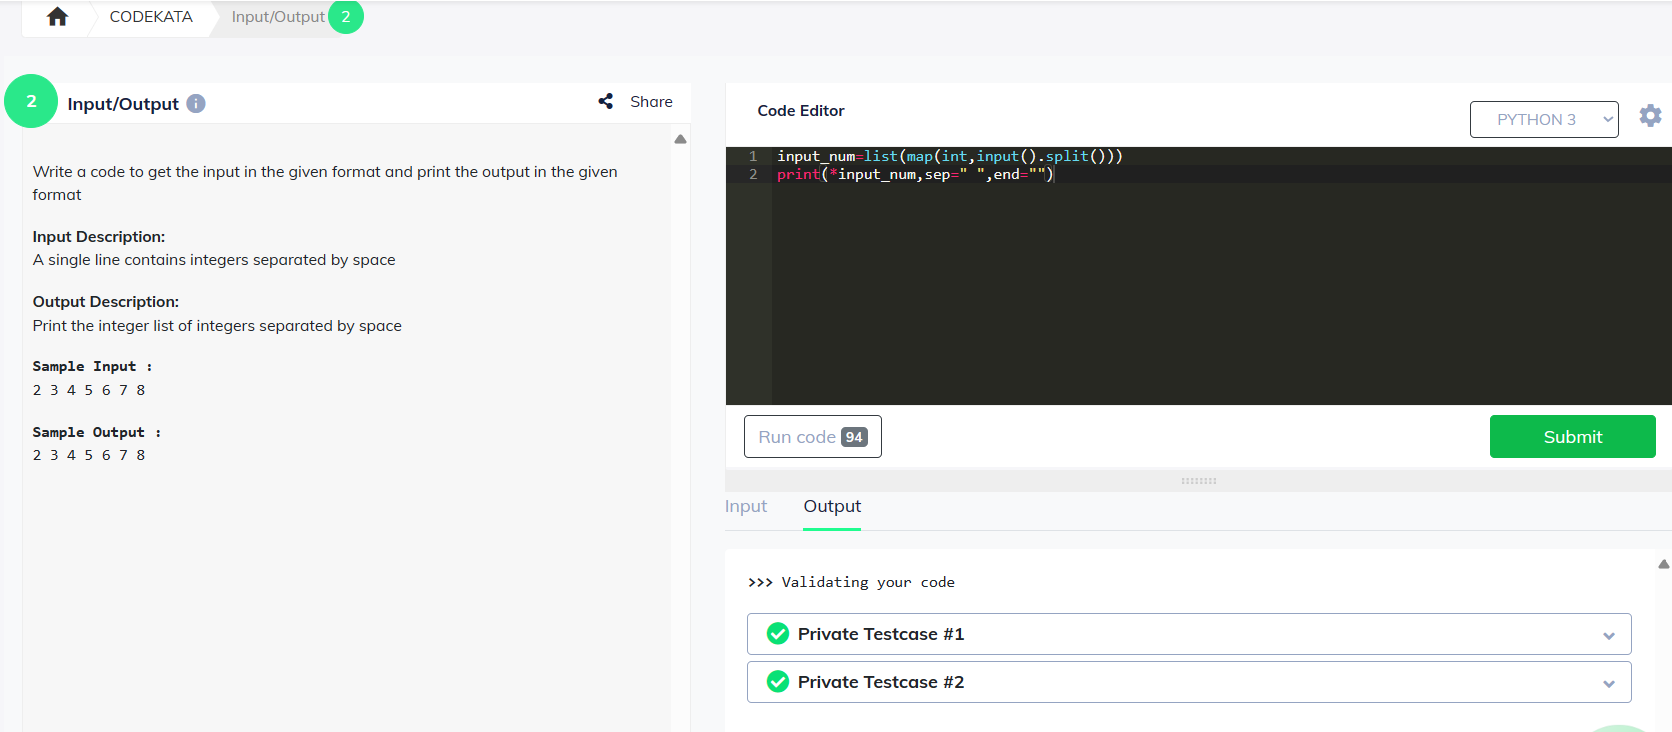 CODEKATA
Input/Output
2
2
Input/Output
i
Share
Write a code to get the input in the given format and print the output in the given
format
Input Description:
A single line contains integers separated by space
Output Description:
Print the integer list of integers separated by space
Sample Input :
2 3 4 5 6 7 8
Sample Output :
2 3 4 5 6 7 8
Code Editor
PYTHON 3
1 input_num=list(map(int,input().split()))
2 print(*input_num,sep=" ",end="")
Run code 94
Submit
Input
Output
>>> Validating your code
Private Testcase #1
Private Testcase #2